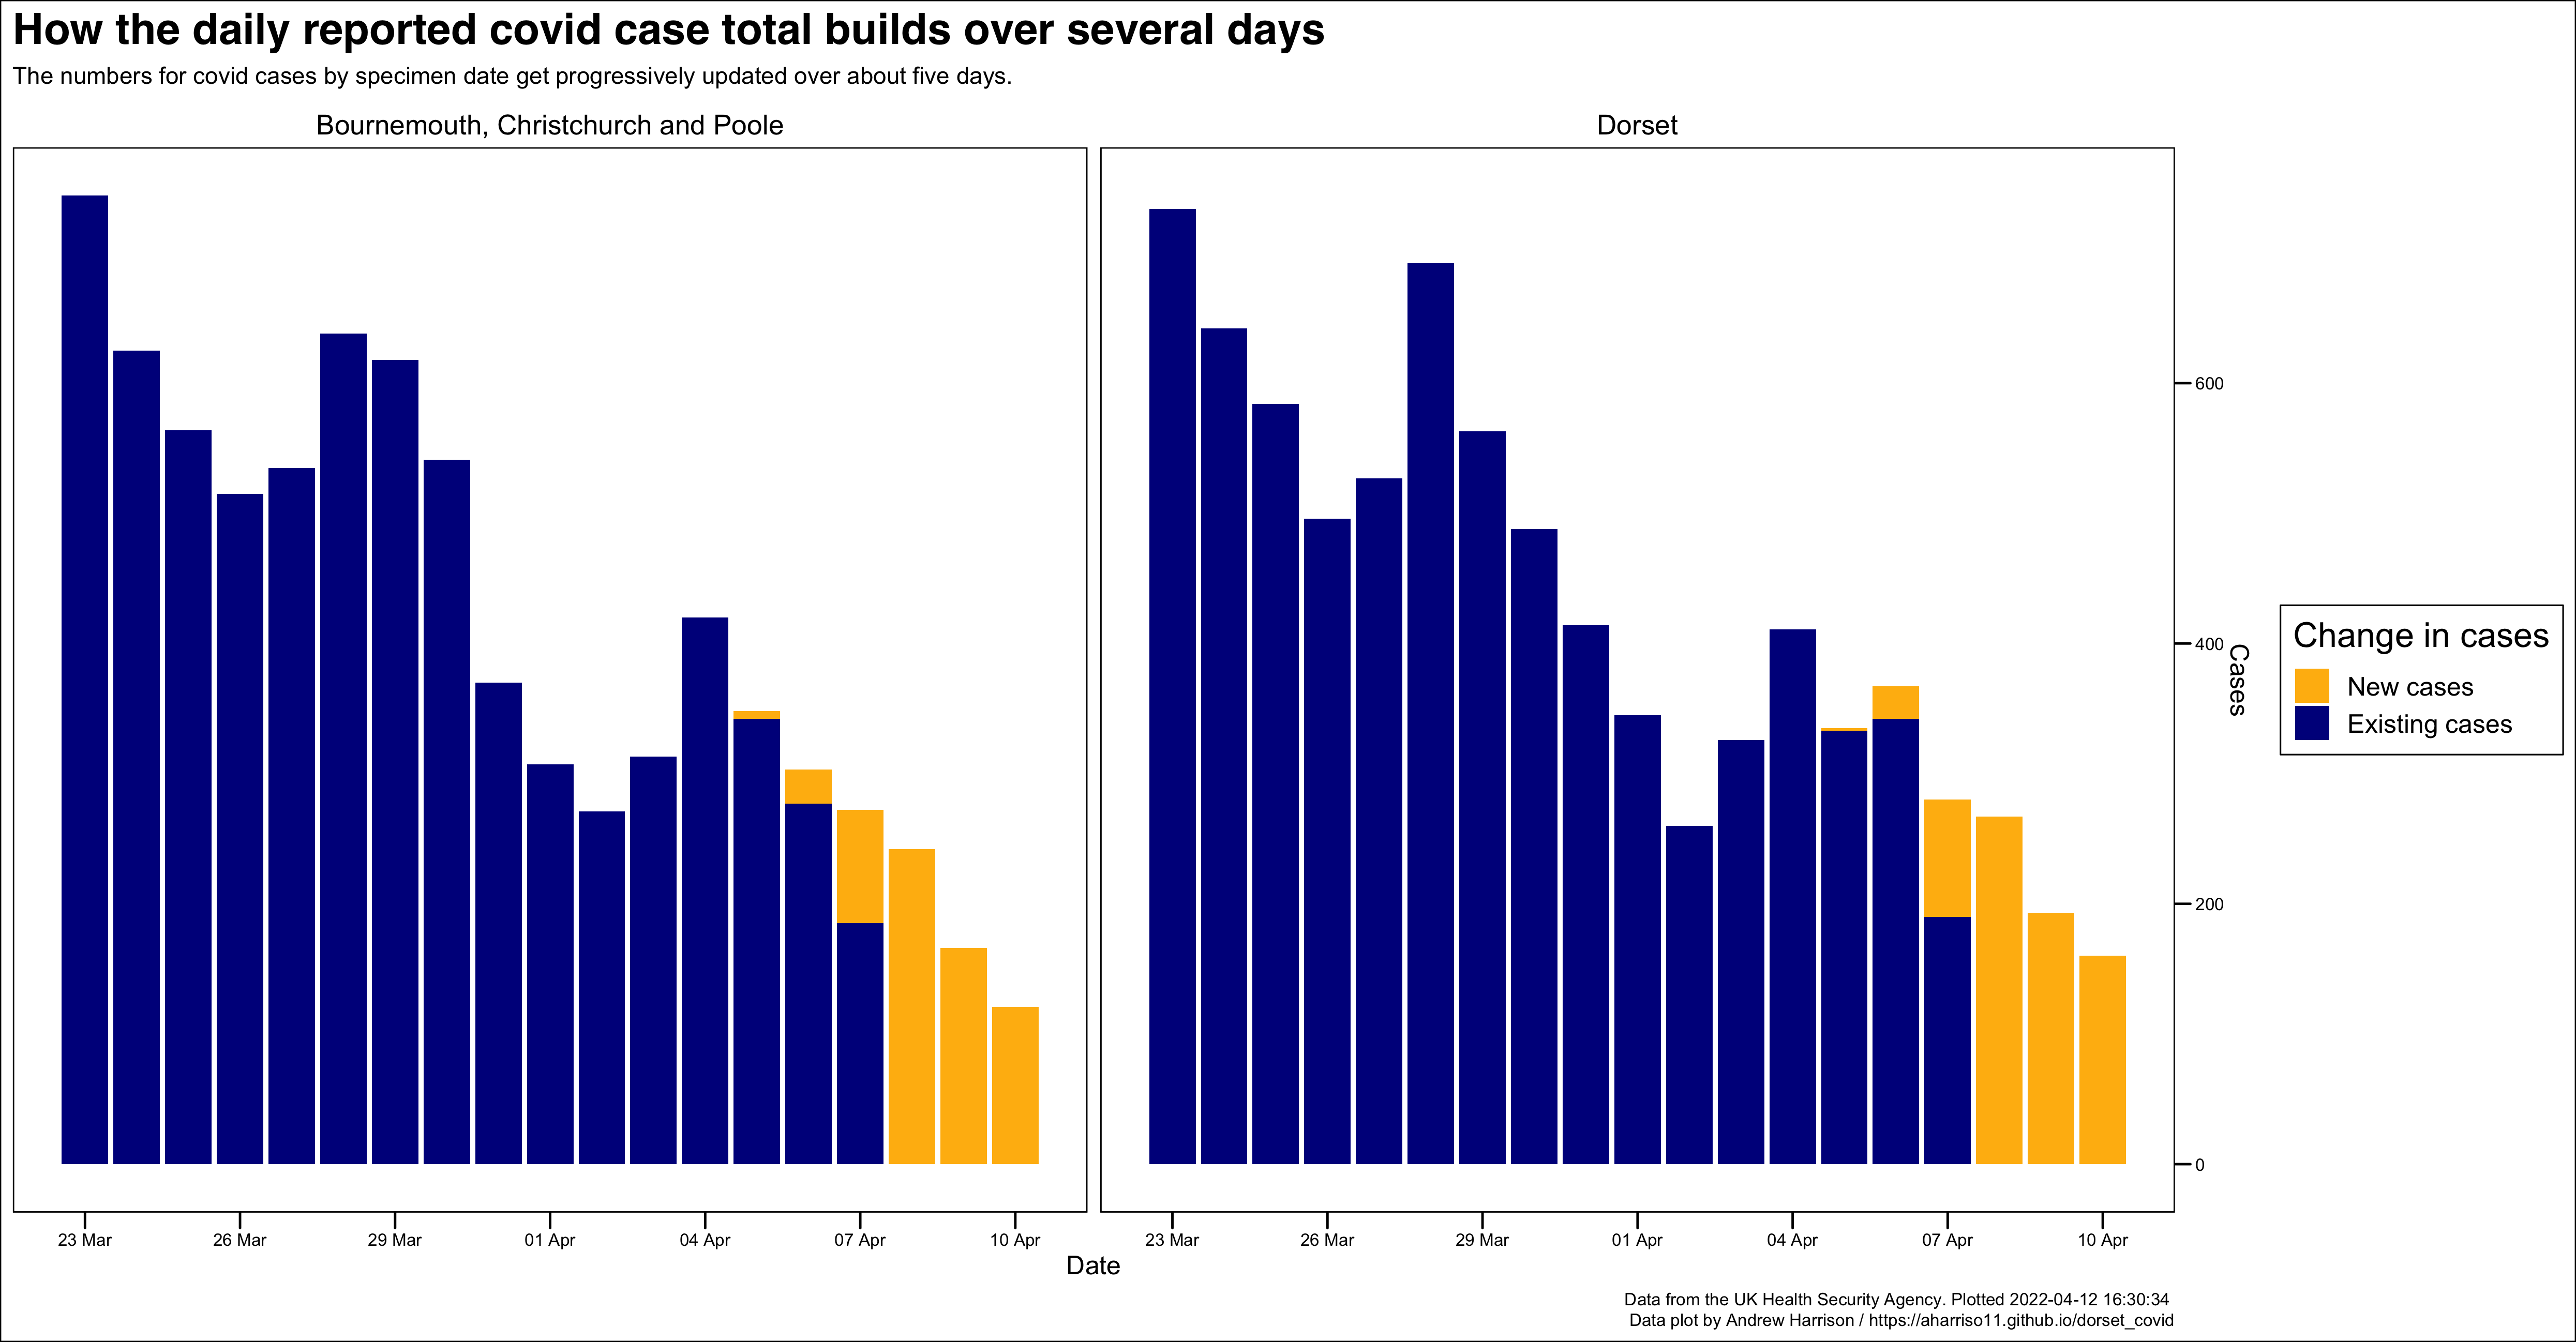 How the daily reported covid case total builds over several days
The numbers for covid cases by specimen date get progressively updated over about five days.
Bournemouth, Christchurch and Poole
Dorset
600
400
200
0
Cases
Change in cases
New cases
Existing cases
23 Mar 26 Mar 29 Mar 01 Apr 04 Apr 07 Apr 10 Apr
23 Mar 26 Mar 29 Mar 01 Apr 04 Apr 07 Apr 10 Apr
Date
Data from the UK Health Security Agency. Plotted 2022-04-12 16:30:34
Data plot by Andrew Harrison / https://aharriso11.github.io/dorset_covid